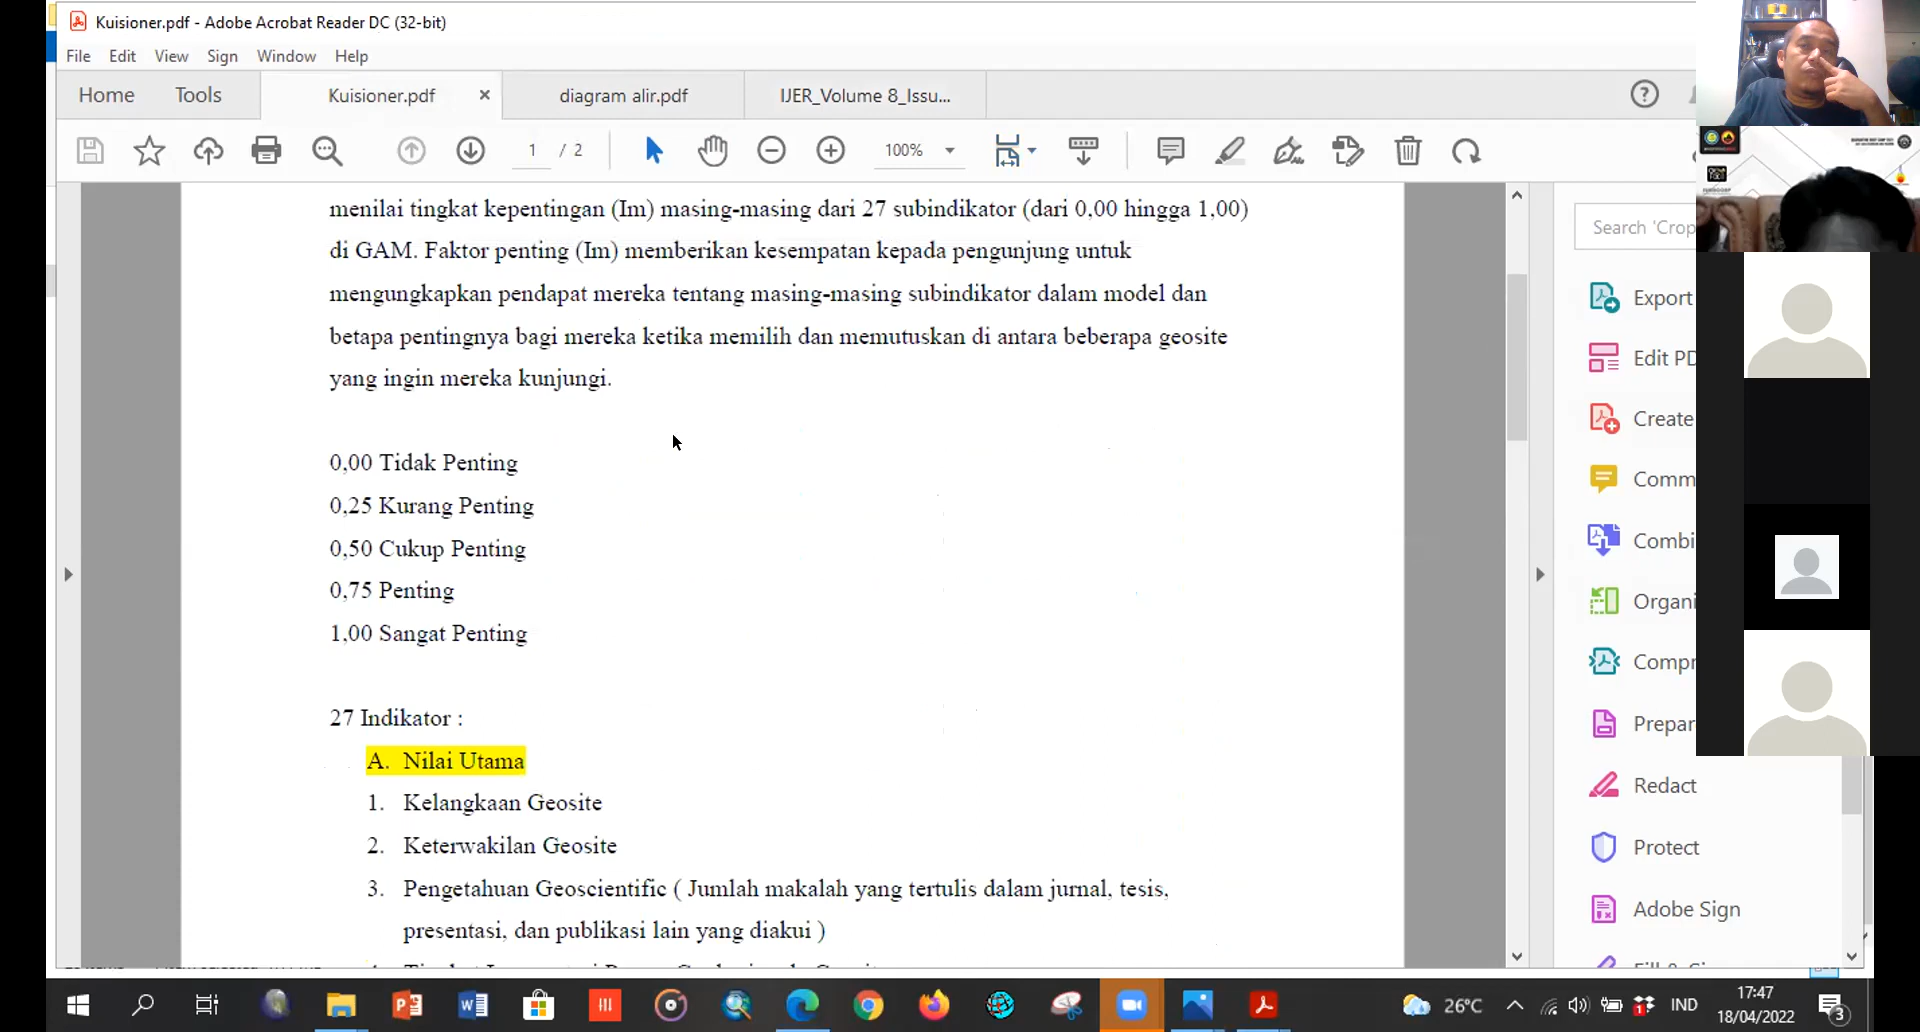 Kuisioner.pdf - Adobe Acrobat Reader DC (32-bit)
File Edit View Sign Window Help
Home Tools Kuisioner.pdf × diagram alir.pdf IJER_Volume 8_Issu...
1 / 2 100%
menilai tingkat kepentingan (Im) masing-masing dari 27 subindikator (dari 0,00 hingga 1,00)
di GAM. Faktor penting (Im) memberikan kesempatan kepada pengunjung untuk
mengungkapkan pendapat mereka tentang masing-masing subindikator dalam model dan
betapa pentingnya bagi mereka ketika memilih dan memutuskan di antara beberapa geosite
yang ingin mereka kunjungi.
0,00 Tidak Penting
0,25 Kurang Penting
0,50 Cukup Penting
0,75 Penting
1,00 Sangat Penting
27 Indikator :
A. Nilai Utama
1. Kelangkaan Geosite
2. Keterwakilan Geosite
3. Pengetahuan Geoscientific ( Jumlah makalah yang tertulis dalam jurnal, tesis,
presentasi, dan publikasi lain yang diakui )
Search 'Crop
Export
Edit PD
Create
Comm
Combi
Organi
Compr
Prepar
Redact
Protect
Adobe Sign
26°C IND
17:47
18/04/2022
3